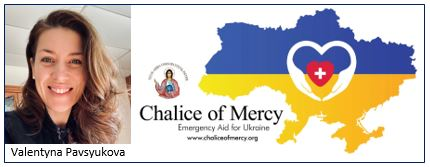 Chalice of Mercy
Emergency Aid for Ukraine
www.chaliceofmercy.org
Valentyna Pavsyukova